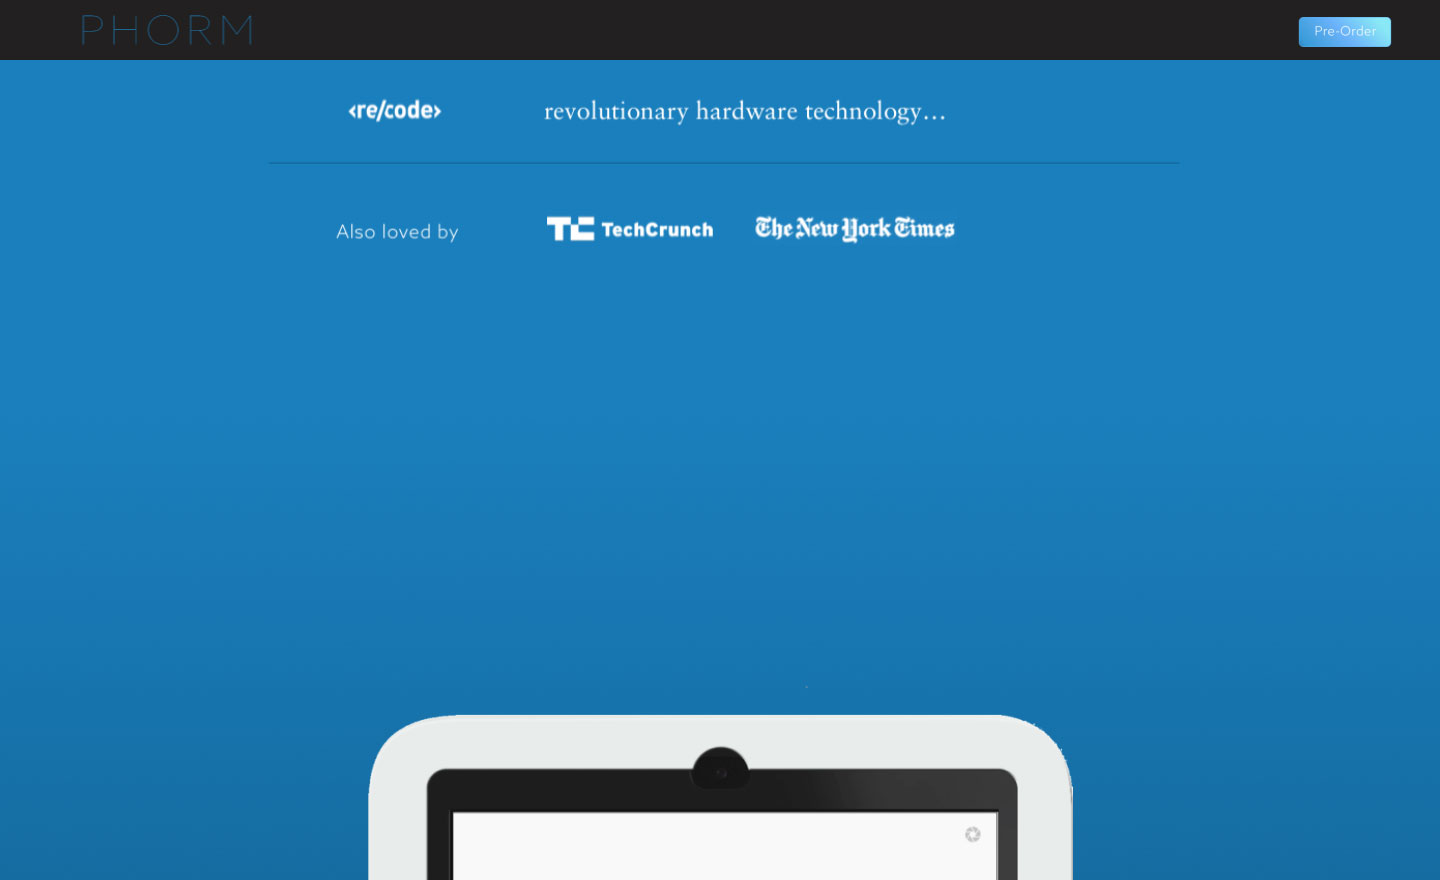 PHORM
Pre-Order
<re/code>
revolutionary hardware technology...
Also loved by
TC TechCrunch
The New York Times